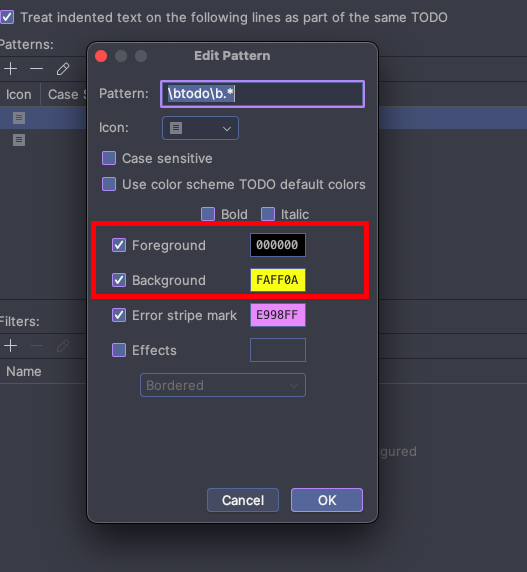 Treat indented text on the following lines as part of the same TODO
Patterns:
Edit Pattern
Pattern: \btodo\b.*
Icon Case
Icon:
Case sensitive
Use color scheme TODO default colors
Bold Italic
Foreground 000000
Background FAFF0A
Filters:
Error stripe mark E998FF
Effects
Name
Bordered
gured
Cancel OK